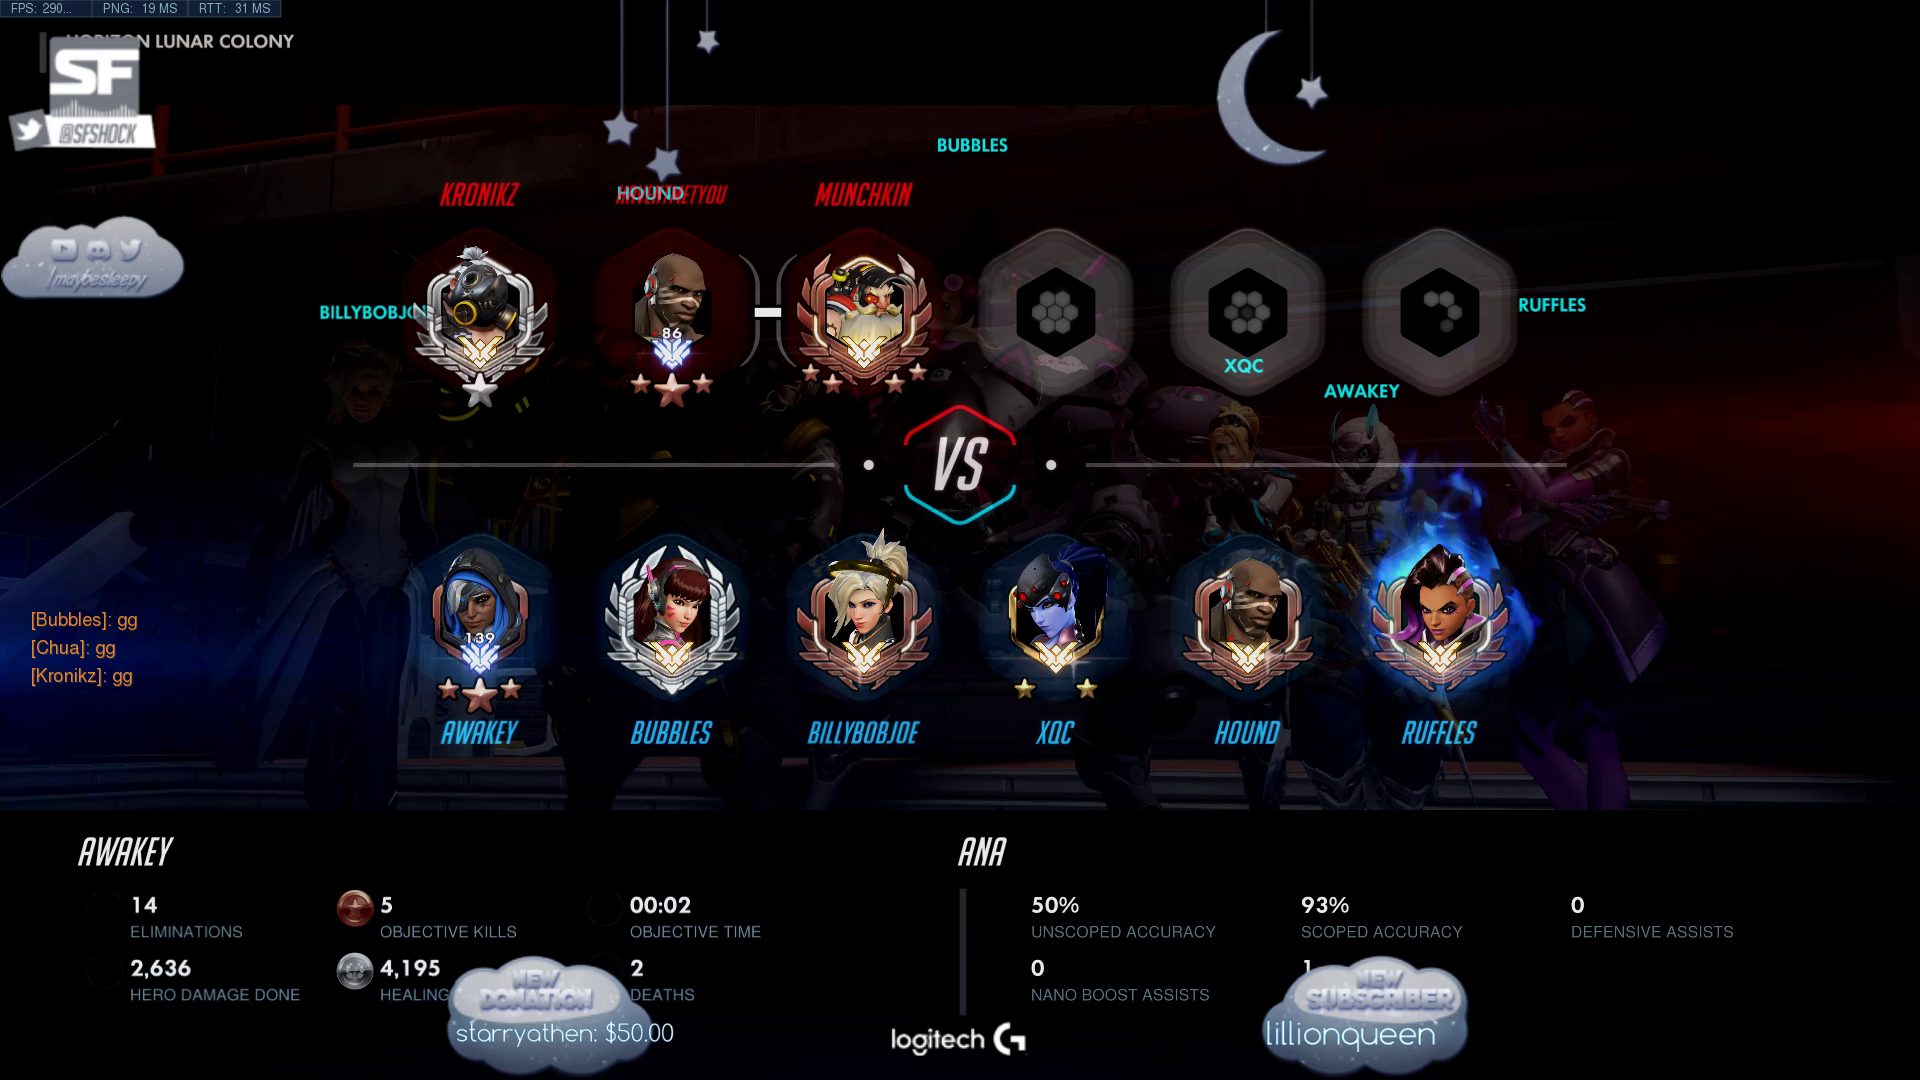 FPS: 290... PNG: 19 MS RTT: 31 MS
HORIZON LUNAR COLONY
SF
@SFSHOCK
BUBBLES
KRONIKZ
HOUND
MUNCHKIN
/maybesleepy
BILLYBOBJO
86
RUFFLES
XQC
AWAKEY
VS
[Bubbles]: gg
[Chua]: gg
[Kronikz]: gg
139
AWAKEY BUBBLES BILLYBOBJOE XQC HOUND RUFFLES
AWAKEY
ANA
14 5 00:02 50% 93% 0
ELIMINATIONS OBJECTIVE KILLS OBJECTIVE TIME UNSCOPED ACCURACY SCOPED ACCURACY DEFENSIVE ASSISTS
2,636 4,195 2 0 1
HERO DAMAGE DONE HEALING DEATHS NANO BOOST ASSISTS
NEW DONATION
starryathen: $50.00
logitech G
NEW SUBSCRIBER
lillionqueen